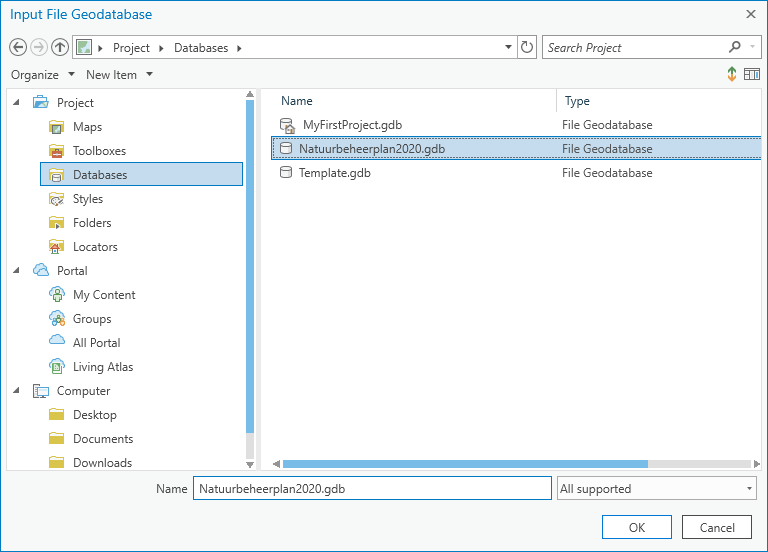 Input File Geodatabase
Project Databases
Search Project
Organize New Item
Project
Maps
Toolboxes
Databases
Styles
Folders
Locators
Portal
My Content
Groups
All Portal
Living Atlas
Computer
Desktop
Documents
Downloads
Name Type
MyFirstProject.gdb File Geodatabase
Natuurbeheerplan2020.gdb File Geodatabase
Template.gdb File Geodatabase
Name Natuurbeheerplan2020.gdb All supported
OK Cancel